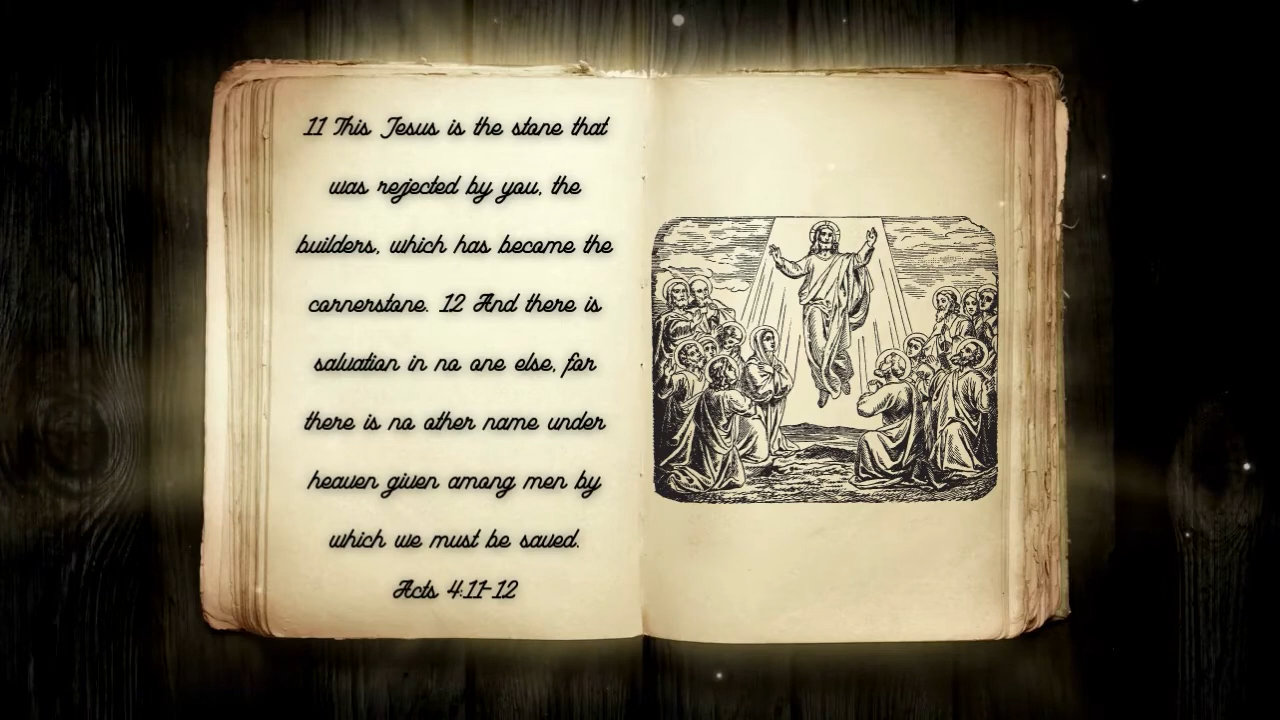 11 This Jesus is the stone that
was rejected by you, the
builders, which has become the
cornerstone. 12 And there is
salvation in no one else, for
there is no other name under
heaven given among men by
which we must be saved.
Acts 4:11-12